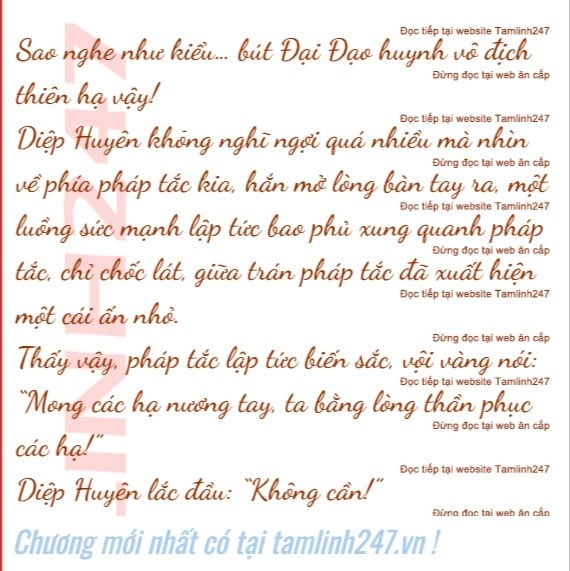 Đọc tiếp tại website Tamlinh247
Sao nghe như kiểu... bút Đại Đạo huynh vô địch
Đừng đọc tại web ăn cắp
thiên hạ vậy!
Đọc tiếp tại website Tamlinh247
Diệp Huyên không nghĩ ngợi quá nhiều mà nhìn
Đừng đọc tại web ăn cắp
về phía pháp tắc kia, hắn mở lòng bàn tay ra, một
Đọc tiếp tại website Tamlinh247
luồng sức mạnh lập tức bao phủ xung quanh pháp
Đừng đọc tại web ăn cắp
tắc, chỉ chốc lát, giữa trán pháp tắc đã xuất hiện
Đọc tiếp tại website Tamlinh247
một cái ấn nhỏ.
Đừng đọc tại web ăn cắp
Thấy vậy, pháp tắc lập tức biến sắc, vội vàng nói:
Đọc tiếp tại website Tamlinh247
“Mong các hạ nương tay, ta bằng lòng thần phục
Đừng đọc tại web ăn cắp
các hạ!”
Đọc tiếp tại website Tamlinh247
Diệp Huyên lắc đầu: “Không cần!”
Đừng đọc tại web ăn cắp
INH247
Chương mới nhất có tại tamlinh247.vn !